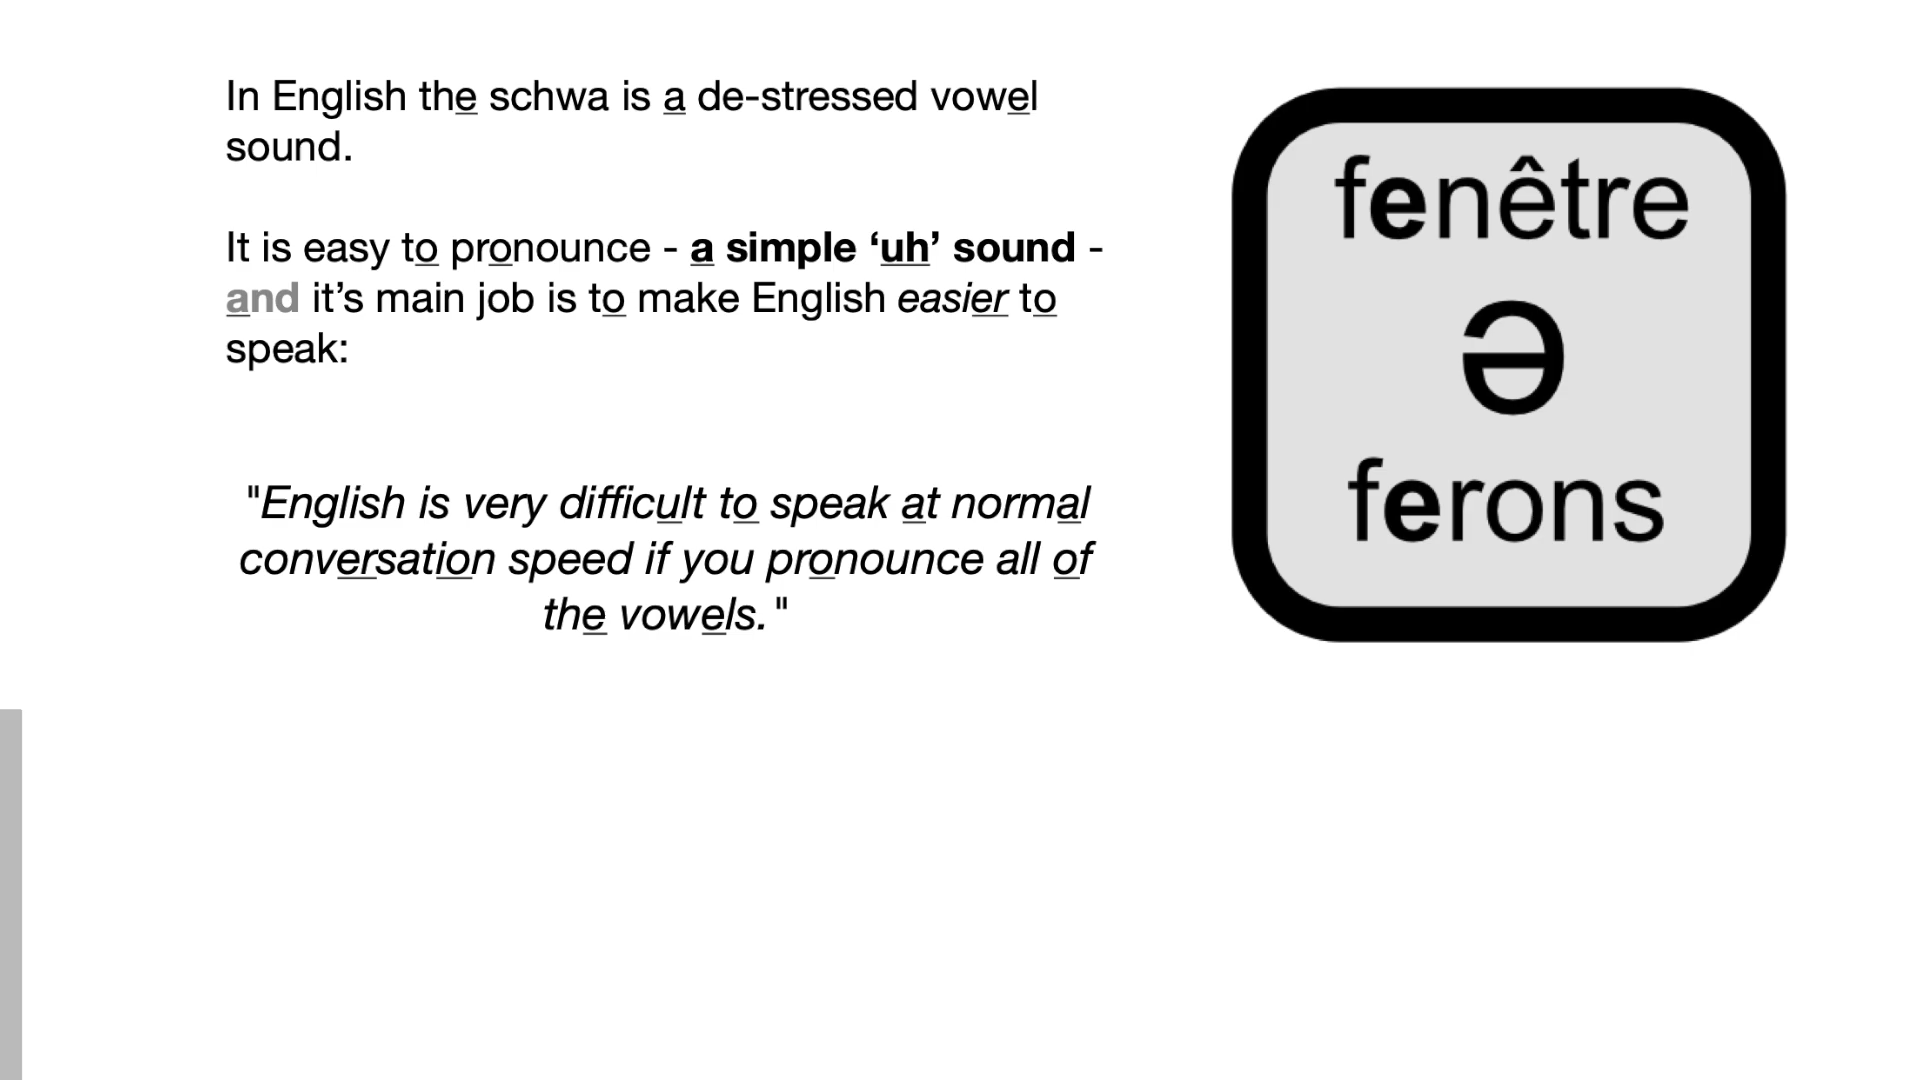 In English the schwa is a de-stressed vowel
sound.
It is easy to pronounce - a simple ‘uh’ sound -
and it’s main job is to make English easier to
speak:
"English is very difficult to speak at normal
conversation speed if you pronounce all of
the vowels."
fenêtre
ə
ferons